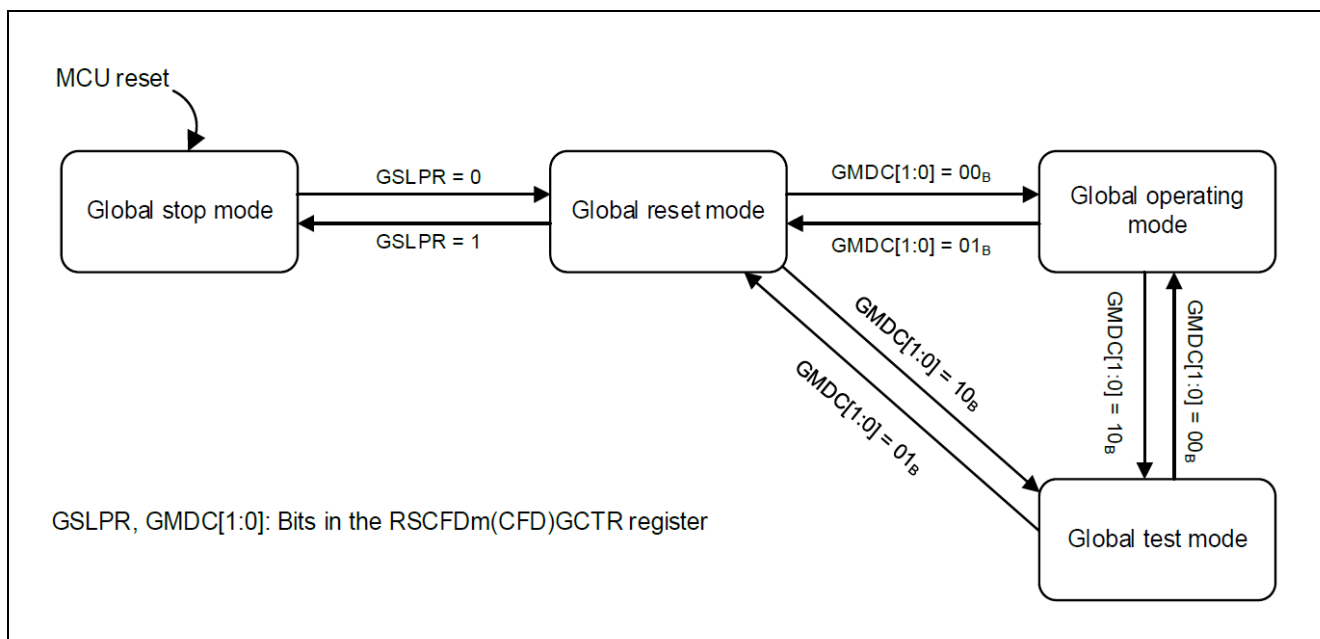 MCU reset
Global stop mode
GSLPR = 0
GSLPR = 1
Global reset mode
GMDC[1:0] = 00B
GMDC[1:0] = 01B
Global operating
mode
GMDC[1:0] = 10B
GMDC[1:0] = 01B
GMDC[1:0] = 10B
GMDC[1:0] = 00B
Global test mode
GSLPR, GMDC[1:0]: Bits in the RSCFDm(CFD)GCTR register